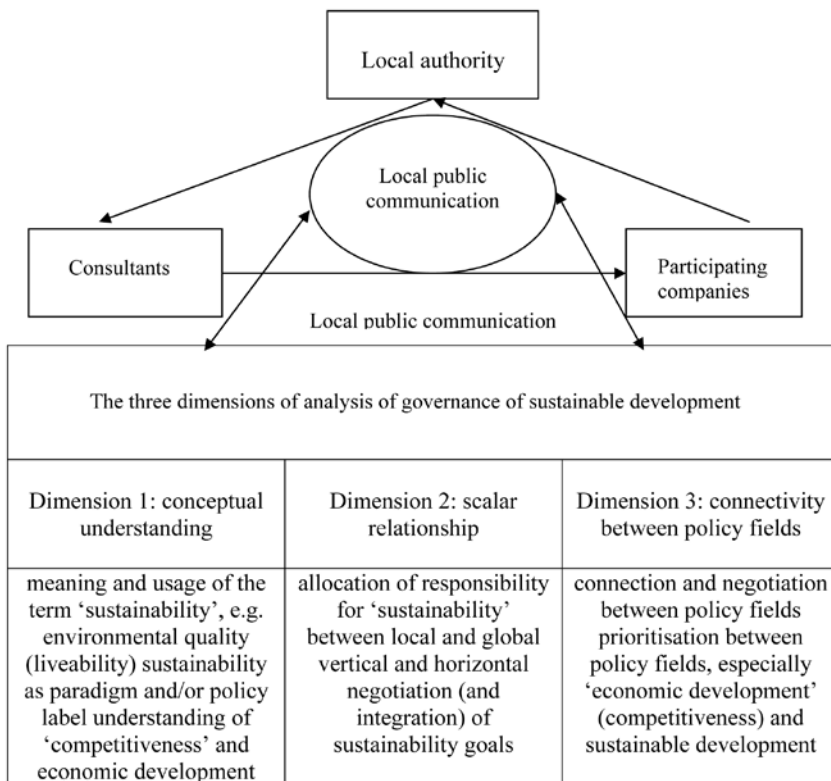 Local authority
Local public
communication
Consultants
Participating
companies
Local public communication
The three dimensions of analysis of governance of sustainable development
Dimension 1: conceptual
understanding
Dimension 2: scalar
relationship
Dimension 3: connectivity
between policy fields
meaning and usage of the
term ‘sustainability’, e.g.
environmental quality
(liveability) sustainability
as paradigm and/or policy
label understanding of
‘competitiveness’ and
economic development
allocation of responsibility
for ‘sustainability’
between local and global
vertical and horizontal
negotiation (and
integration) of
sustainability goals
connection and negotiation
between policy fields
prioritisation between
policy fields, especially
‘economic development’
(competitiveness) and
sustainable development